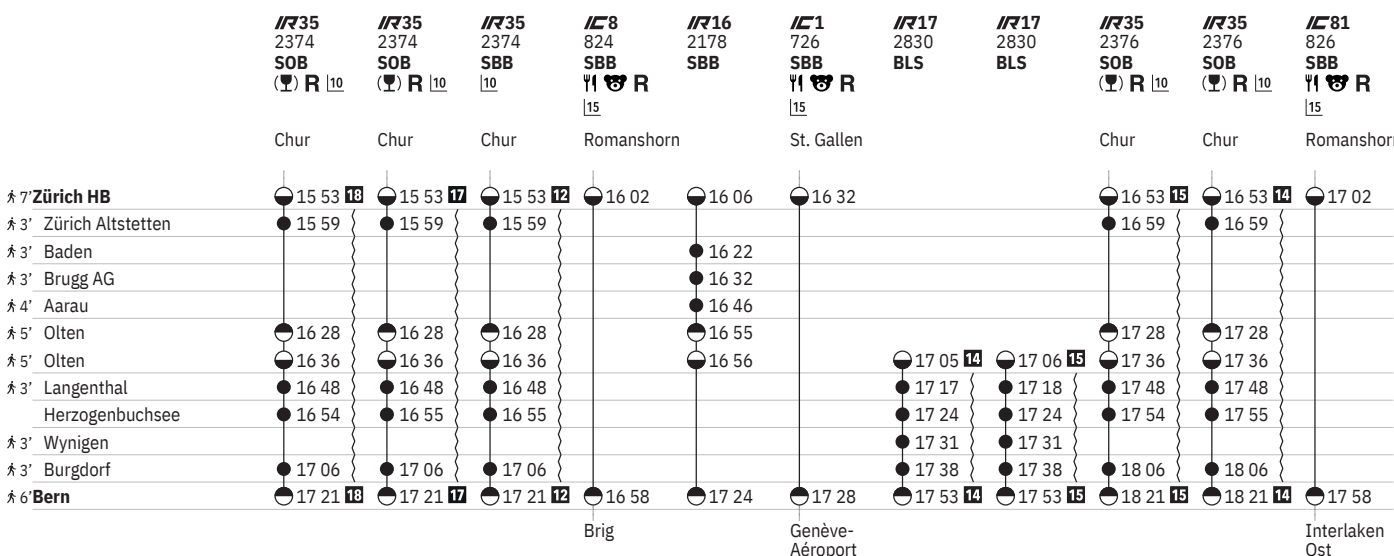 IR35 IR35 IR35 IC8 IR16 IC1 IR17 IR17 IR35 IR35 IC81
2374 2374 2374 824 2178 726 2830 2830 2376 2376 826
SOB SOB SBB SBB SBB SBB BLS BLS SOB SOB SBB
R 10 R 10 10 R R R 10 R 10 R
15 15 15
Chur Chur Chur Romanshorn St. Gallen Chur Chur Romanshorn
7' Zürich HB 15 53 18 15 53 17 15 53 12 16 02 16 06 16 32 16 53 15 16 53 14 17 02
3' Zürich Altstetten 15 59 15 59 15 59 16 59 16 59
3' Baden 16 22
3' Brugg AG 16 32
4' Aarau 16 46
5' Olten 16 28 16 28 16 28 16 55 17 28 17 28
5' Olten 16 36 16 36 16 36 16 56 17 05 14 17 06 15 17 36 17 36
3' Langenthal 16 48 16 48 16 48 17 17 17 18 17 48 17 48
Herzogenbuchsee 16 54 16 55 16 55 17 24 17 24 17 54 17 55
3' Wynigen 17 31 17 31
3' Burgdorf 17 06 17 06 17 06 17 38 17 38 18 06 18 06
6' Bern 17 21 18 17 21 17 17 21 12 16 58 17 24 17 28 17 53 14 17 53 15 18 21 15 18 21 14 17 58
Brig Genève- Interlaken
Aéroport Ost